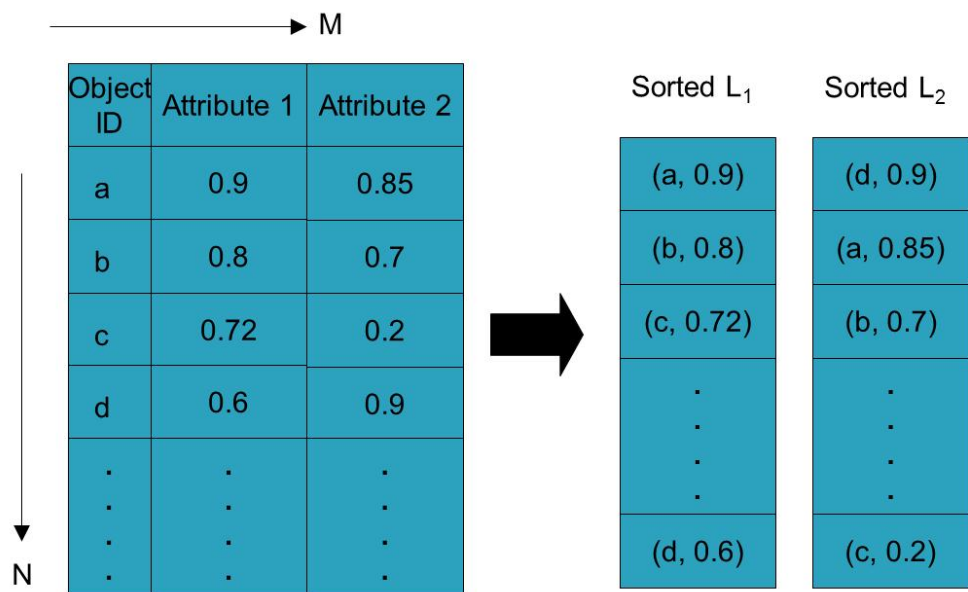 M
Object ID Attribute 1 Attribute 2
a 0.9 0.85
b 0.8 0.7
c 0.72 0.2
d 0.6 0.9
. . .
. . .
. . .
. . .
N
Sorted L₁ Sorted L₂
(a, 0.9) (d, 0.9)
(b, 0.8) (a, 0.85)
(c, 0.72) (b, 0.7)
. .
. .
. .
. .
(d, 0.6) (c, 0.2)